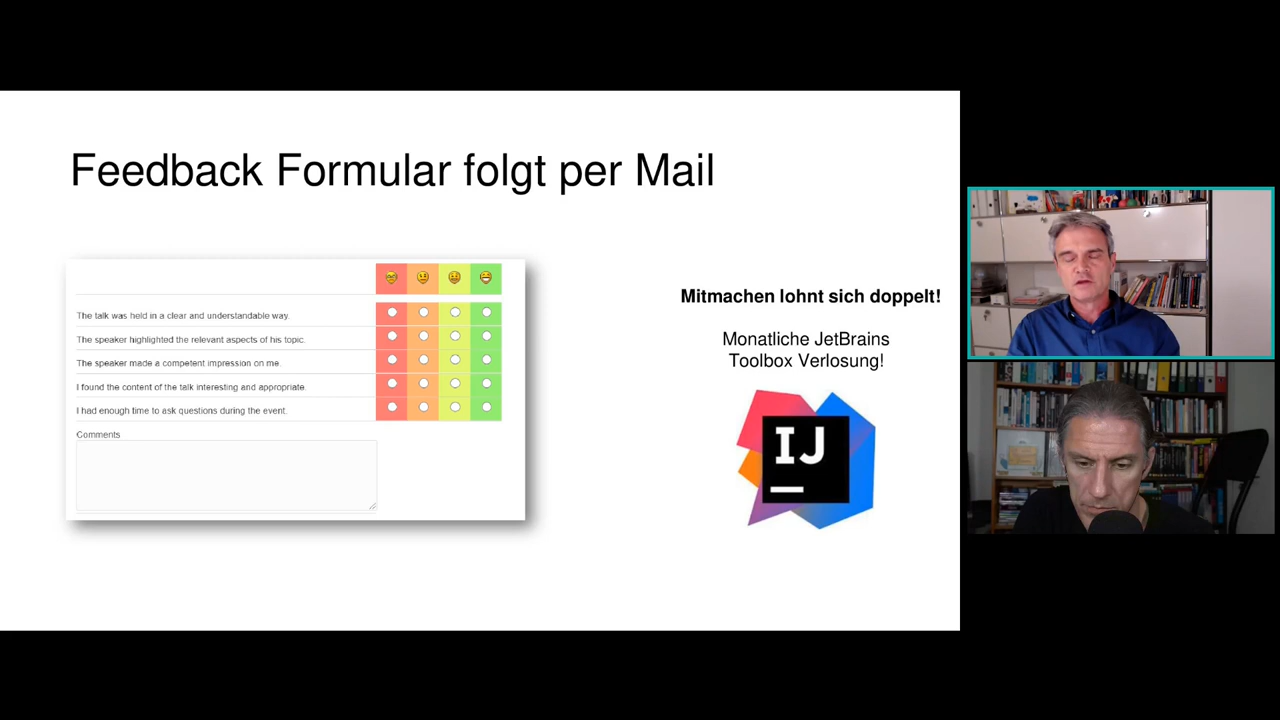 Feedback Formular folgt per Mail
The talk was held in a clear and understandable way.
The speaker highlighted the relevant aspects of his topic.
The speaker made a competent impression on me.
I found the content of the talk interesting and appropriate.
I had enough time to ask questions during the event.
Comments
Mitmachen lohnt sich doppelt!
Monatliche JetBrains
Toolbox Verlosung!
IJ